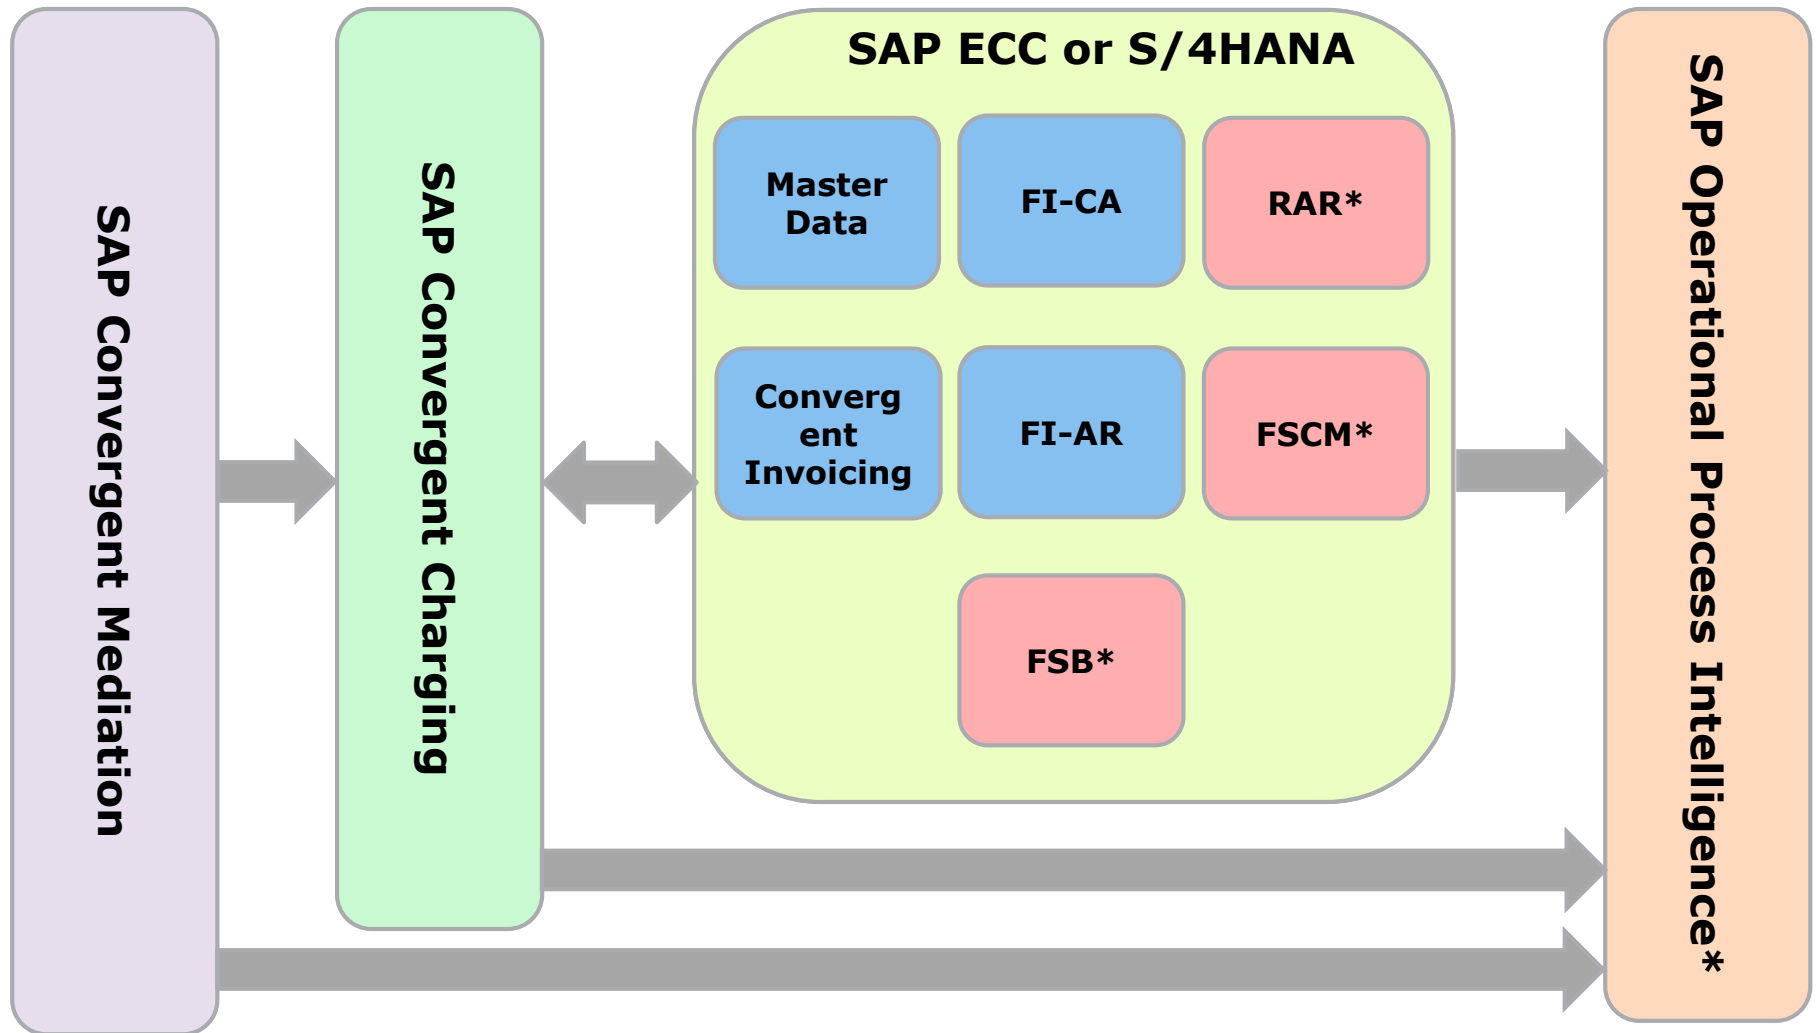 SAP Convergent Mediation
SAP Convergent Charging
SAP ECC or S/4HANA
Master
Data
FI-CA
RAR*
Converg
ent
Invoicing
FI-AR
FSCM*
FSB*
SAP Operational Process Intelligence*